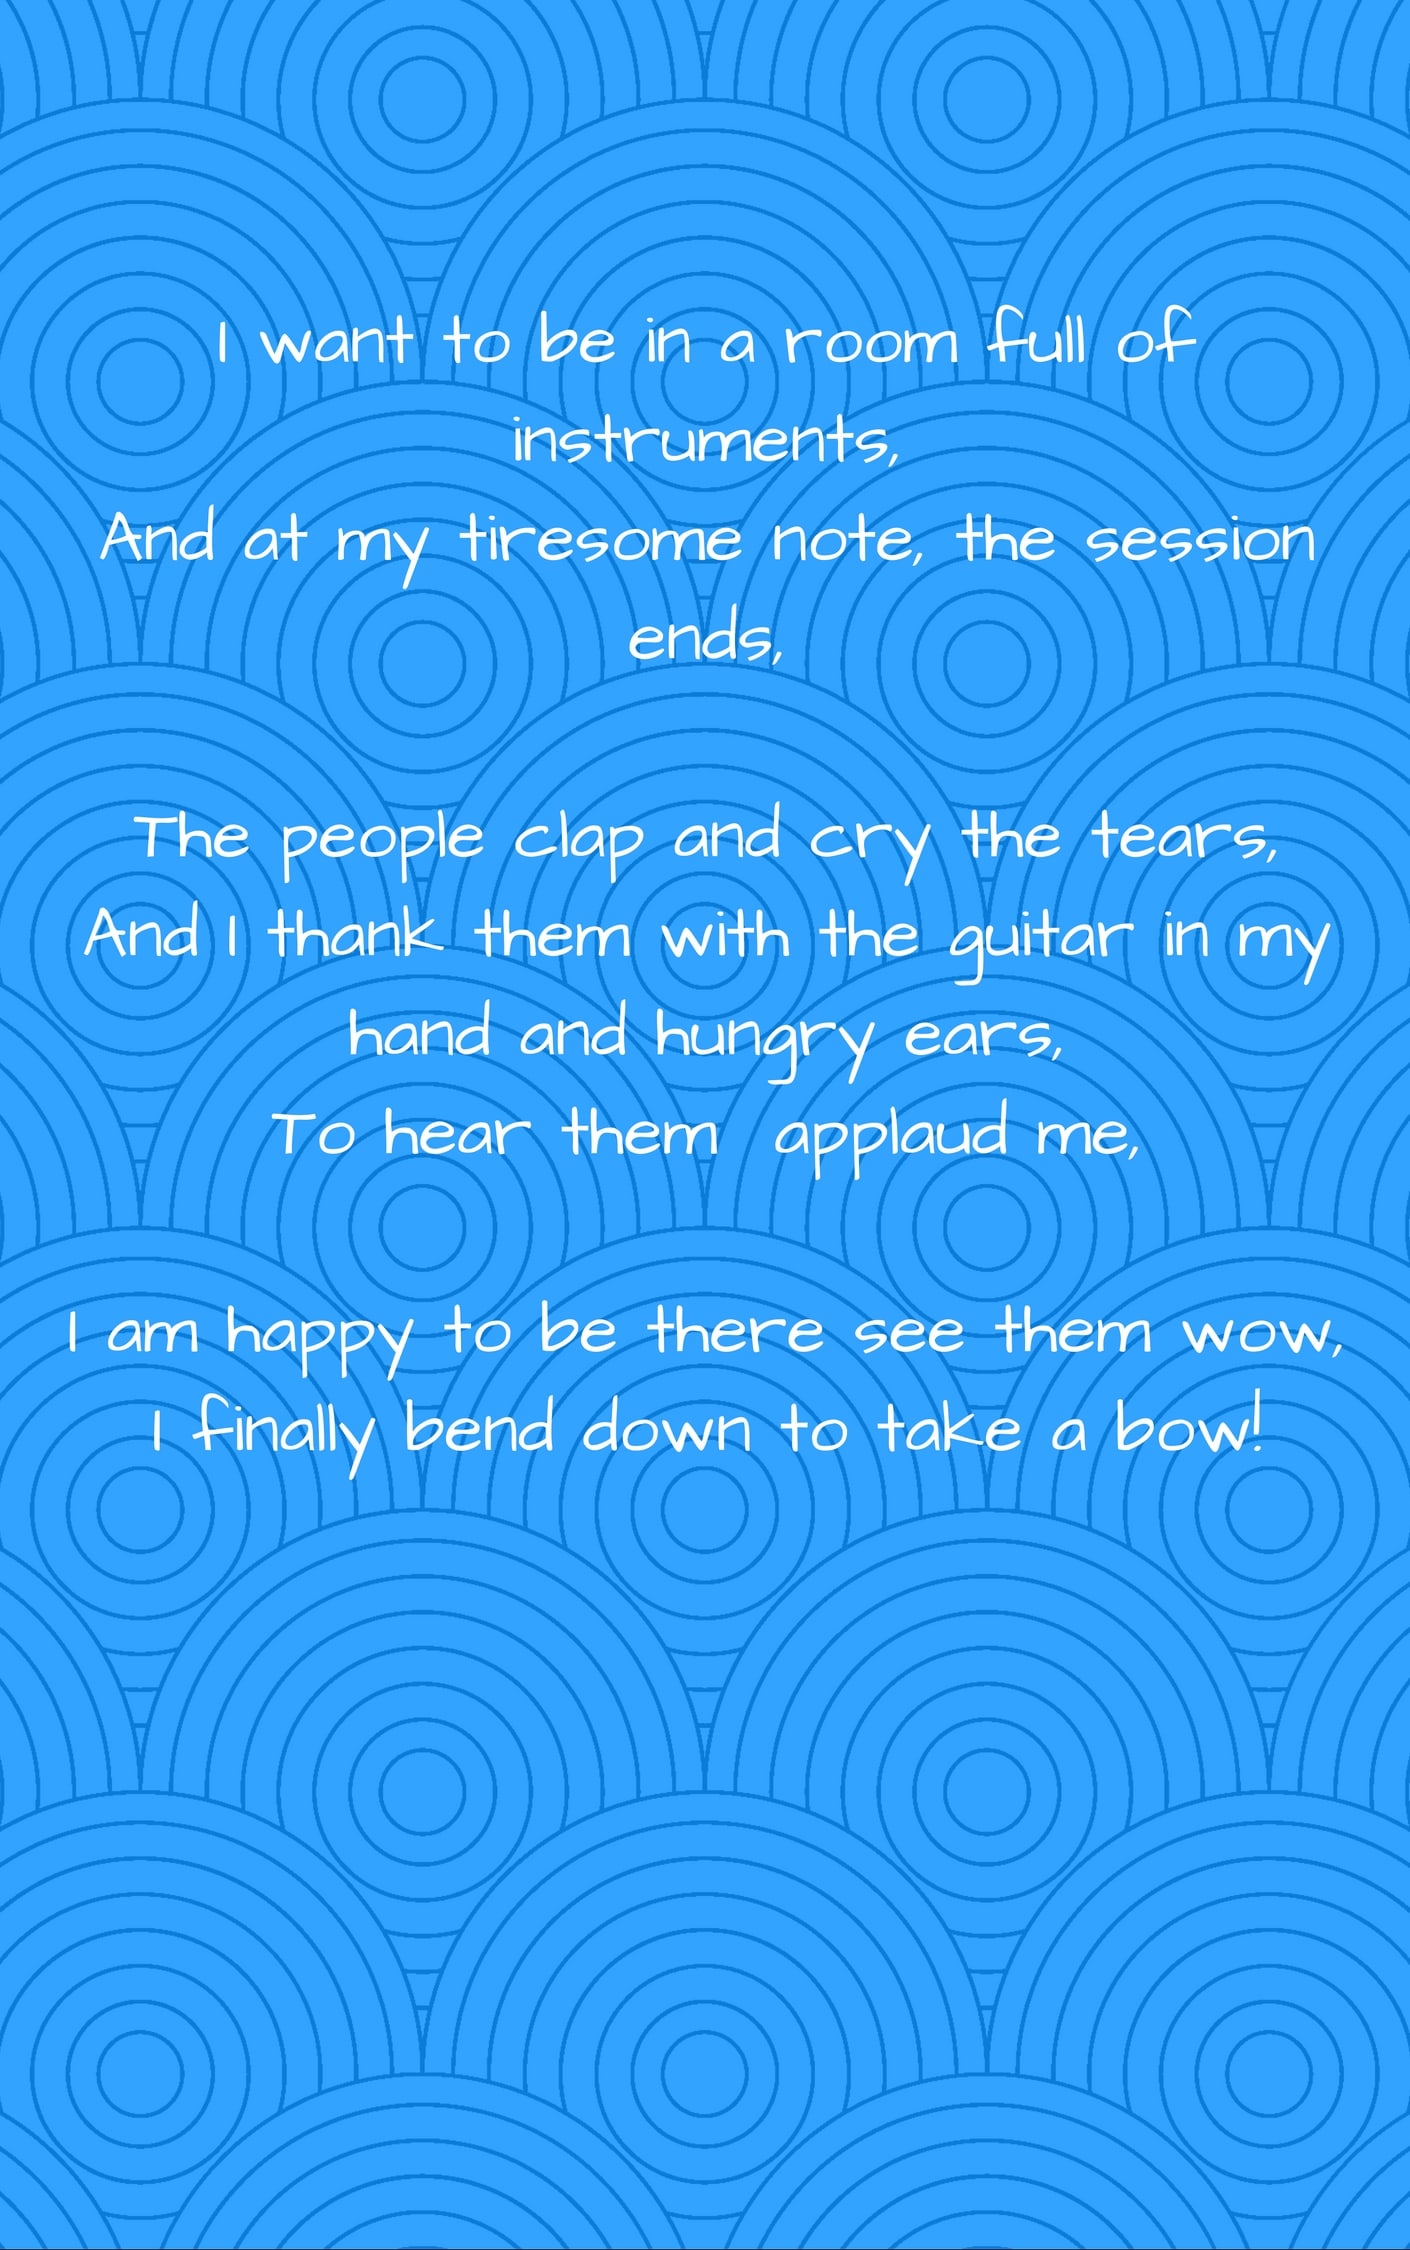 I want to be in a room full of
instruments,
And at my tiresome note, the session
ends,
The people clap and cry the tears,
And I thank them with the guitar in my
hand and hungry ears,
To hear them  applaud me,
I am happy to be there see them wow,
I finally bend down to take a bow!